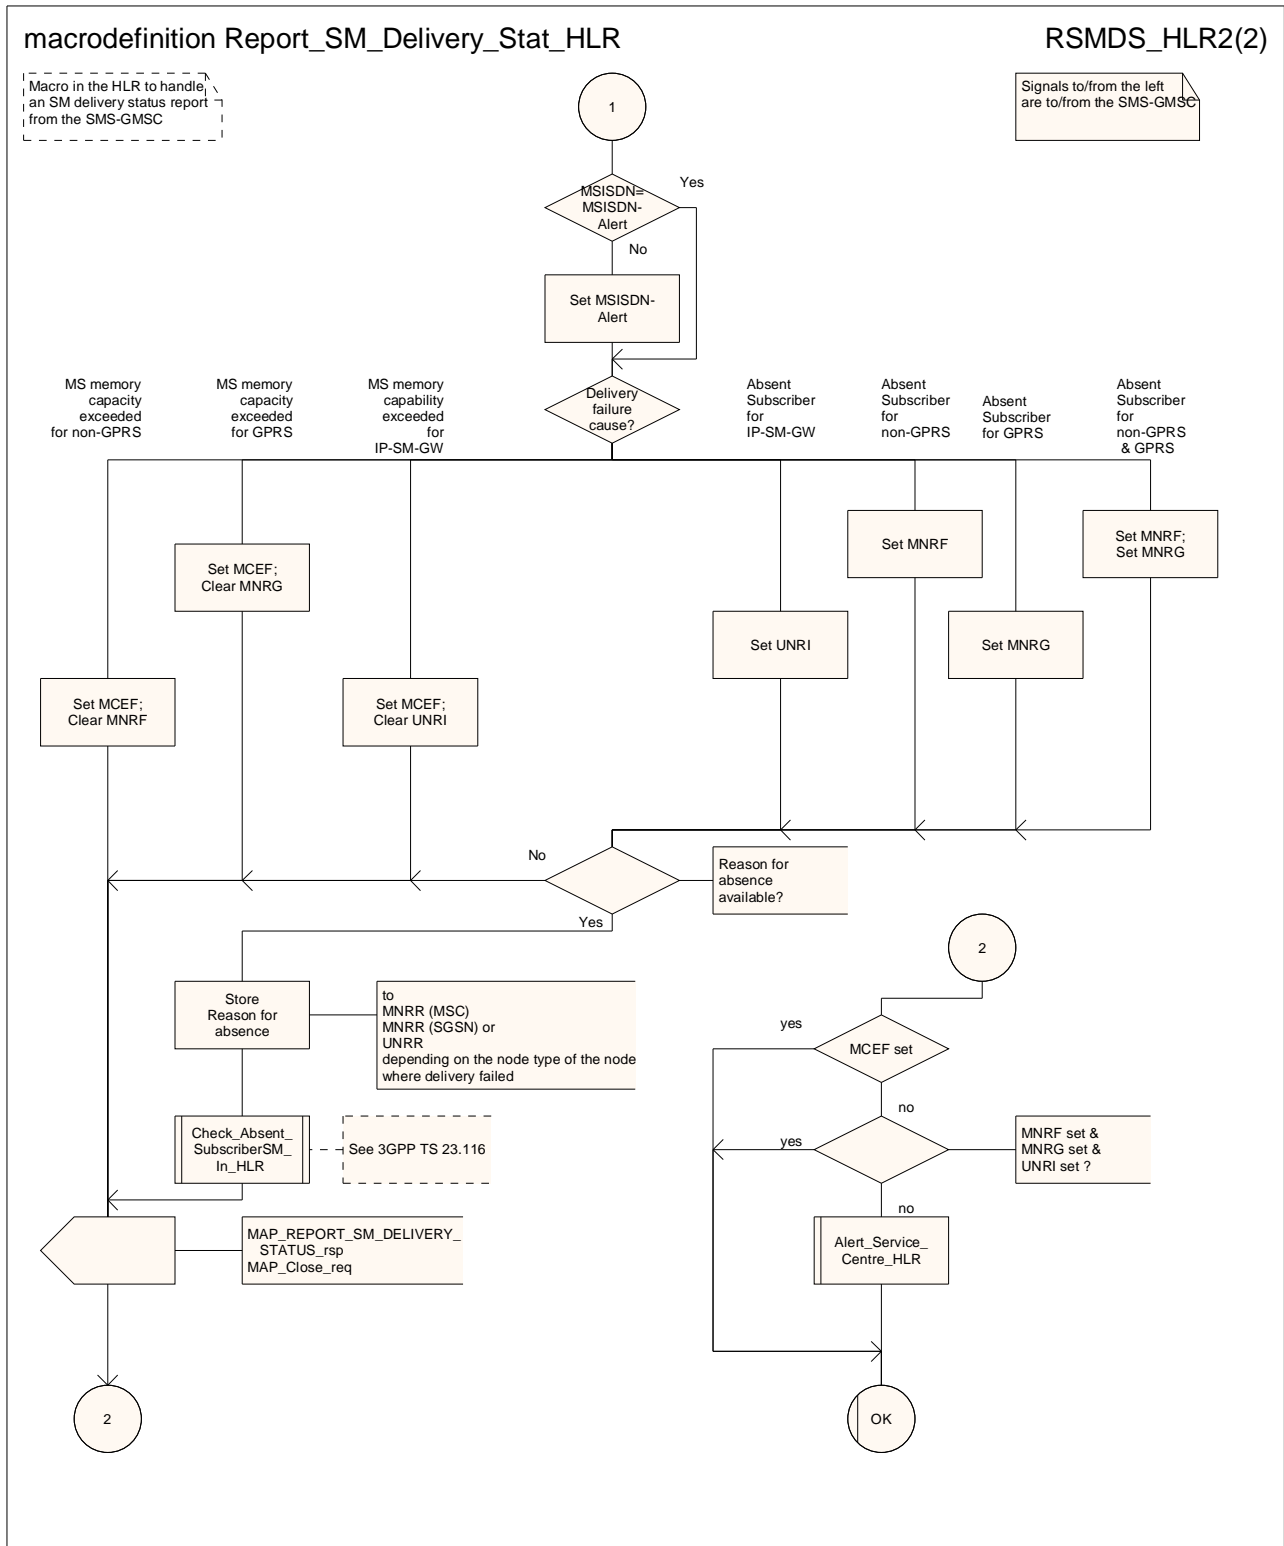 macrodefinition Report_SM_Delivery_Stat_HLR
RSMDS_HLR2(2)
Macro in the HLR to handle
an SM delivery status report
from the SMS-GMSC
1
Signals to/from the left
are to/from the SMS-GMSC
MSISDN=
MSISDN-
Alert
Yes
No
Set MSISDN-
Alert
Delivery
failure
cause?
MS memory
capacity
exceeded
for non-GPRS
MS memory
capacity
exceeded
for GPRS
MS memory
capability
exceeded
for
IP-SM-GW
Absent
Subscriber
for
IP-SM-GW
Absent
Subscriber
for
non-GPRS
Absent
Subscriber
for GPRS
Absent
Subscriber
for
non-GPRS
& GPRS
Set MCEF;
Clear MNRF
Set MCEF;
Clear MNRG
Set MCEF;
Clear UNRI
Set UNRI
Set MNRF
Set MNRG
Set MNRF;
Set MNRG
No
Reason for
absence
available?
Yes
Store
Reason for
absence
to
MNRR (MSC)
MNRR (SGSN) or
UNRR
depending on the node type of the node
where delivery failed
Check_Absent_
SubscriberSM_
In_HLR
See 3GPP TS 23.116
MAP_REPORT_SM_DELIVERY_
STATUS_rsp
MAP_Close_req
2
2
yes
MCEF set
no
yes
MNRF set &
MNRG set &
UNRI set ?
no
Alert_Service_
Centre_HLR
OK